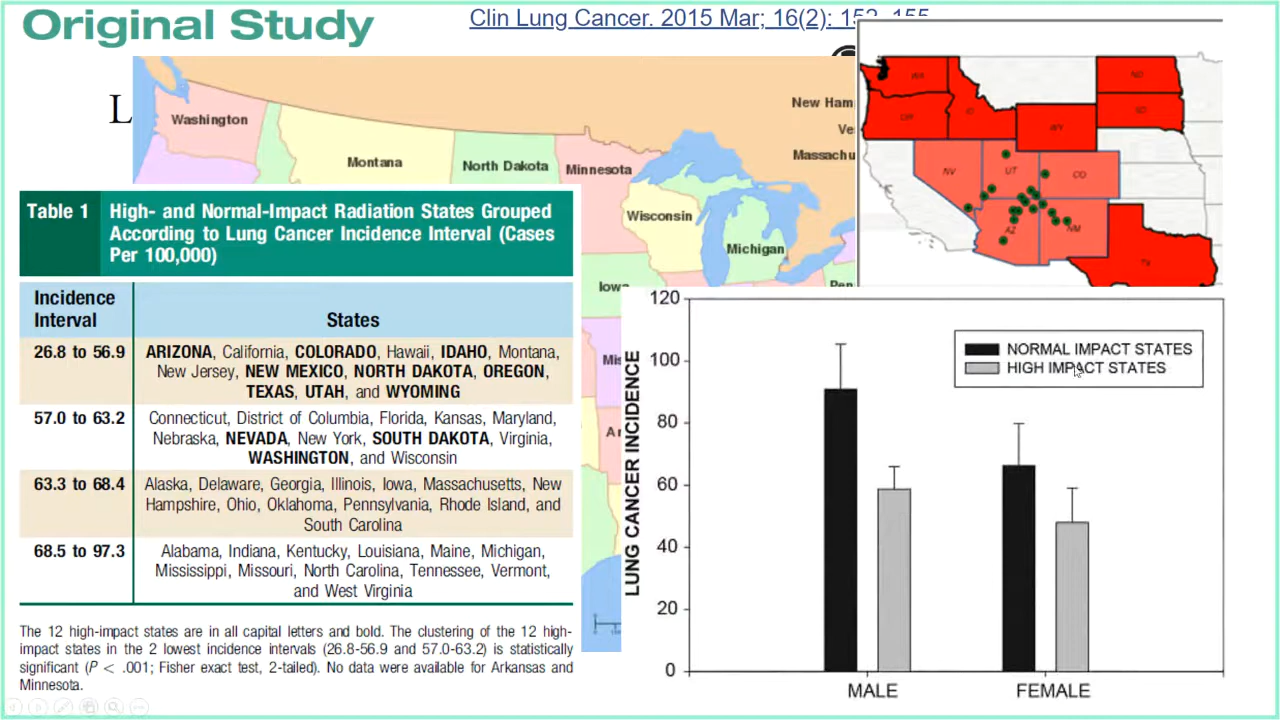 Original Study
Clin Lung Cancer. 2015 Mar; 16(2): 152–155
L
Washington
Montana
North Dakota
Minnesota
Wisconsin
Michigan
Iowa
Mis
Ar
New Ham
Ve
Massachu
Pen
WA
OR
ID
WY
ND
SD
NV
UT
CO
AZ
NM
TX
Table 1 High- and Normal-Impact Radiation States Grouped
According to Lung Cancer Incidence Interval (Cases
Per 100,000)
Incidence
Interval
States
26.8 to 56.9
ARIZONA, California, COLORADO, Hawaii, IDAHO, Montana,
New Jersey, NEW MEXICO, NORTH DAKOTA, OREGON,
TEXAS, UTAH, and WYOMING
57.0 to 63.2
Connecticut, District of Columbia, Florida, Kansas, Maryland,
Nebraska, NEVADA, New York, SOUTH DAKOTA, Virginia,
WASHINGTON, and Wisconsin
63.3 to 68.4
Alaska, Delaware, Georgia, Illinois, Iowa, Massachusetts, New
Hampshire, Ohio, Oklahoma, Pennsylvania, Rhode Island, and
South Carolina
68.5 to 97.3
Alabama, Indiana, Kentucky, Louisiana, Maine, Michigan,
Mississippi, Missouri, North Carolina, Tennessee, Vermont,
and West Virginia
The 12 high-impact states are in all capital letters and bold. The clustering of the 12 high-
impact states in the 2 lowest incidence intervals (26.8-56.9 and 57.0-63.2) is statistically
significant (P < .001; Fisher exact test, 2-tailed). No data were available for Arkansas and
Minnesota.
LUNG CANCER INCIDENCE
120
100
80
60
40
20
0
NORMAL IMPACT STATES
HIGH IMPACT STATES
MALE
FEMALE